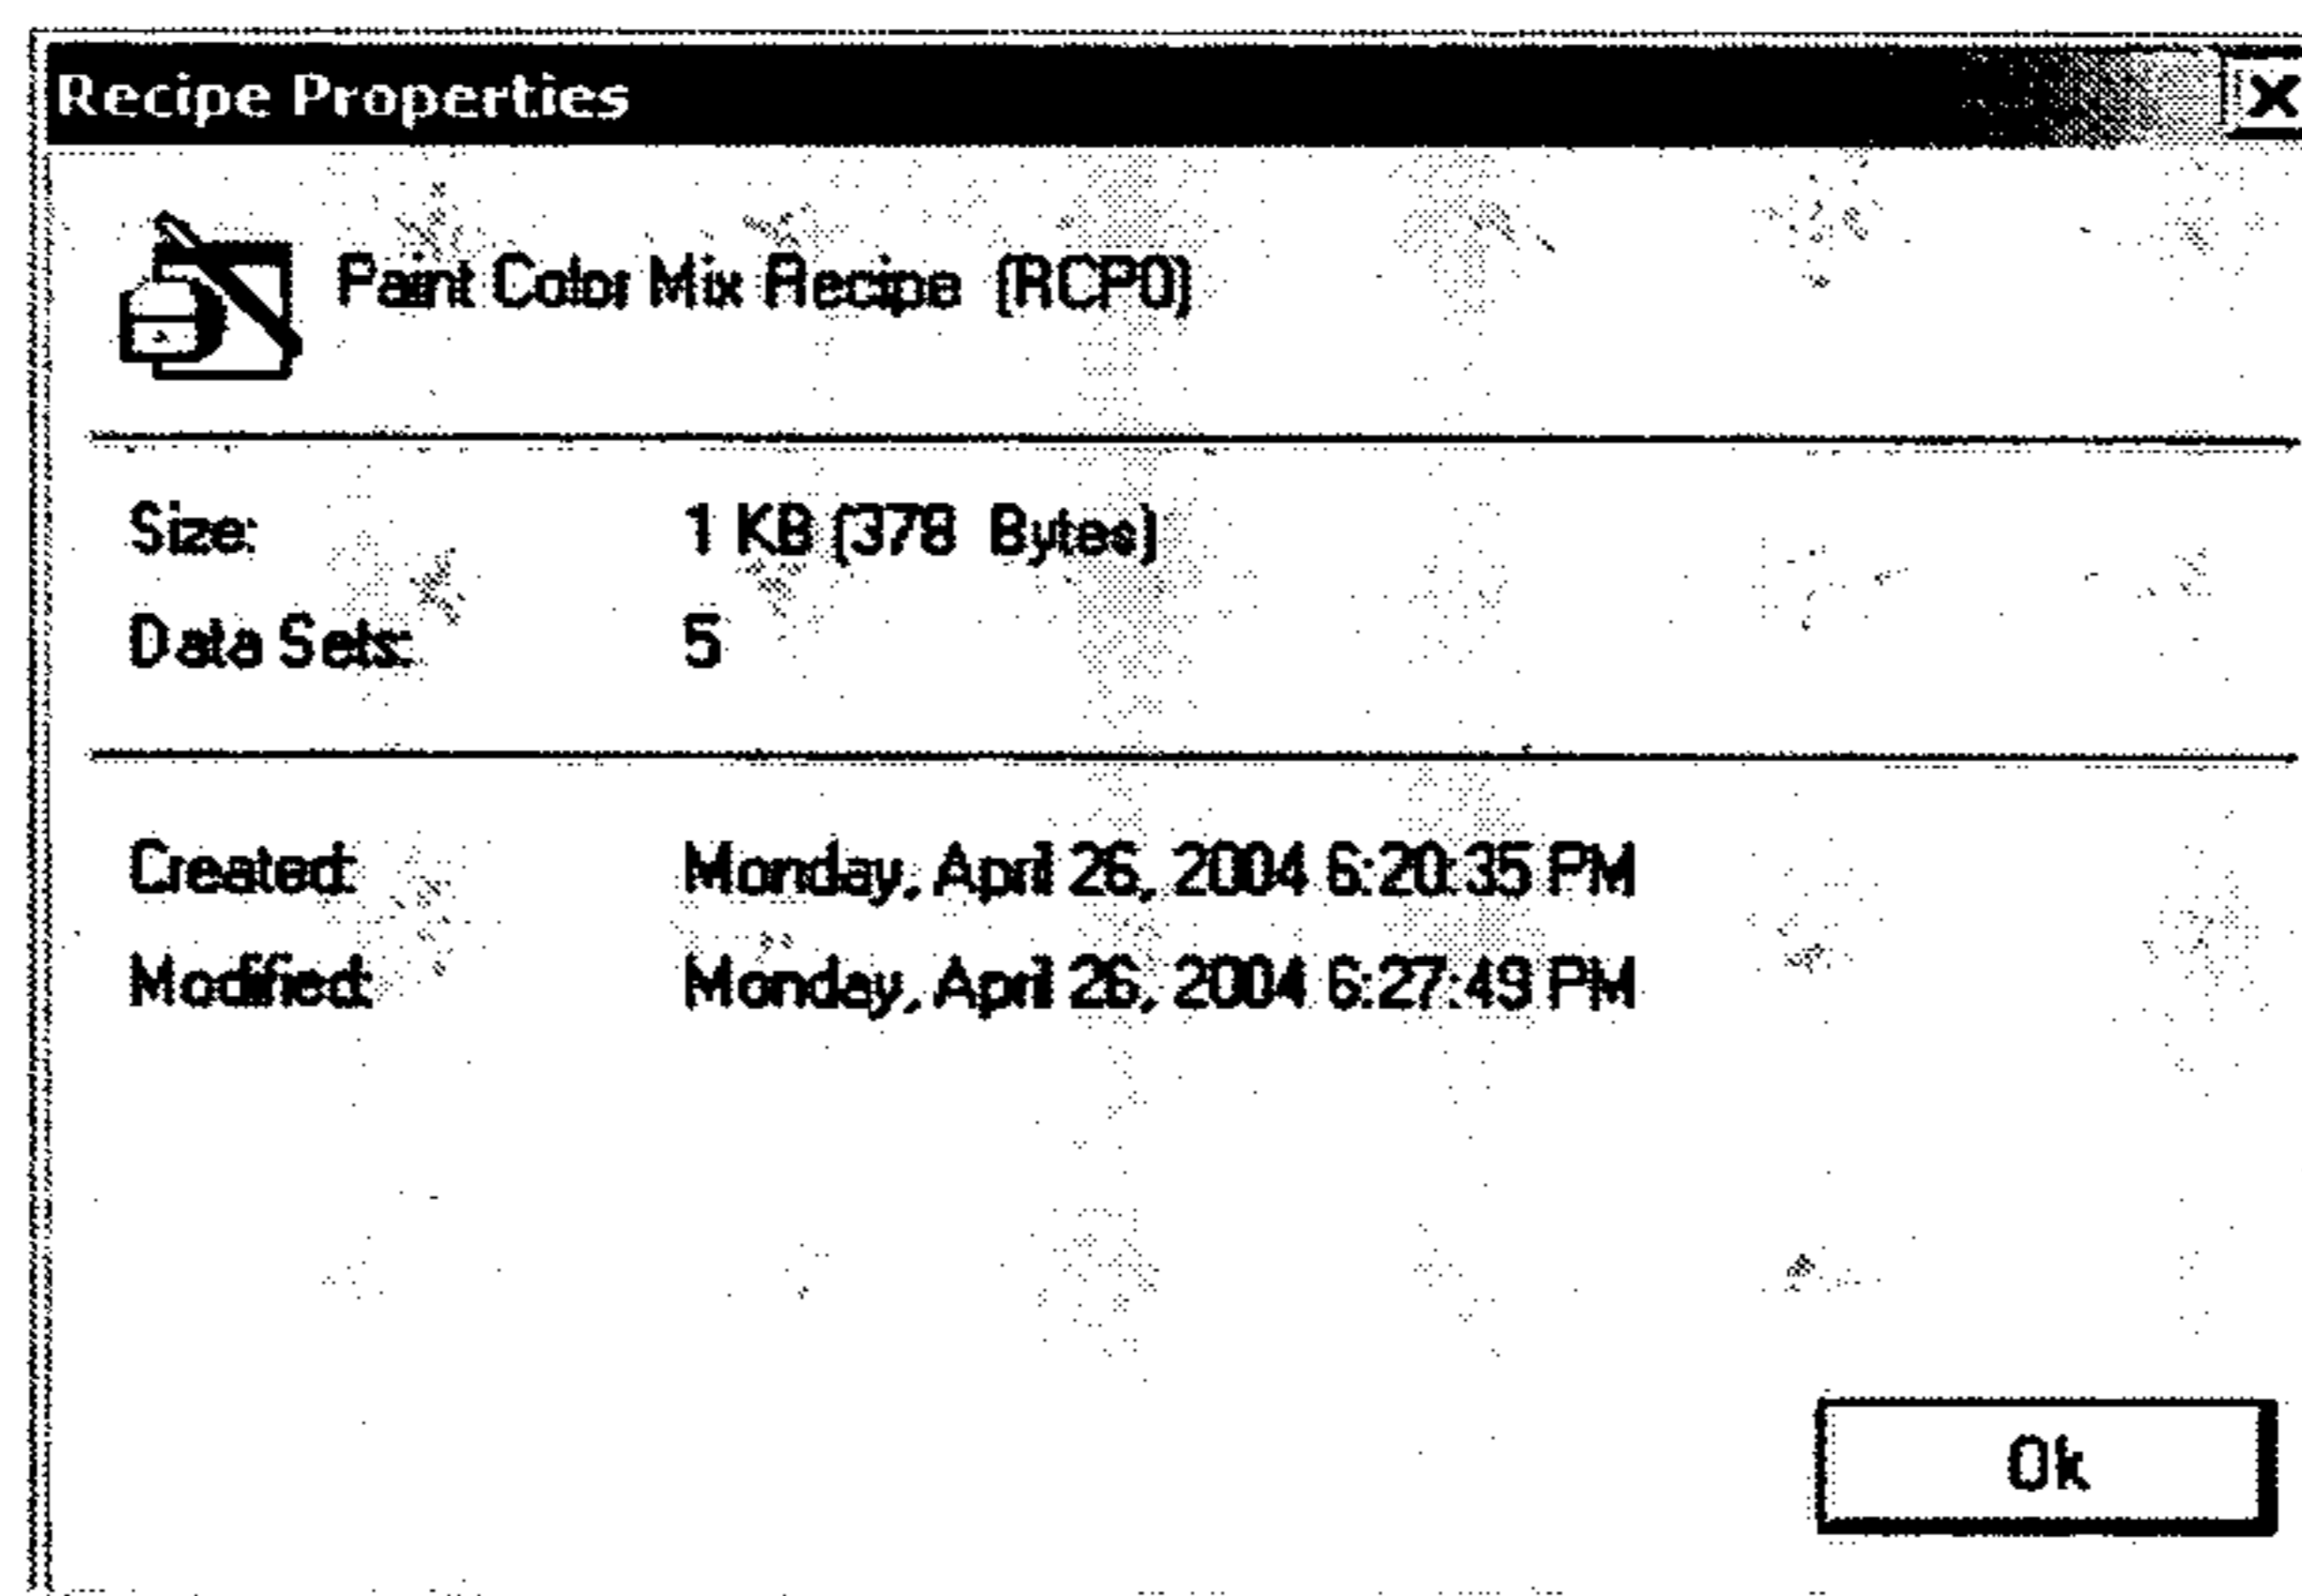 Recipe Properties
Paint Color Mix Recipe (RCP0)
Size: 1 KB (378 Bytes)
Data Sets: 5
Created: Monday, April 26, 2004 6:20:35 PM
Modified: Monday, April 26, 2004 6:27:49 PM
Ok